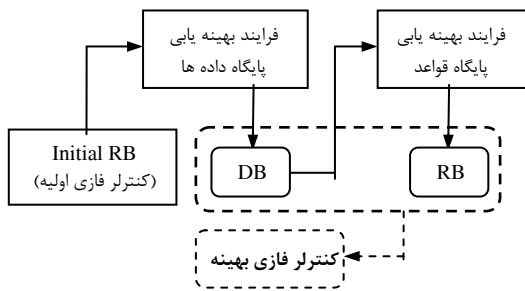 فرایند بهینه یابی
پایگاه داده ها
فرایند بهینه یابی
پایگاه قواعد
Initial RB
(کنترلر فازی اولیه)
DB
RB
کنترلر فازی بهینه